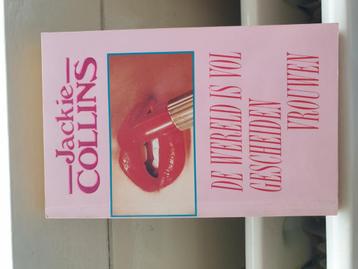 Jackie
COLLINS
DE WERELD IS VOL
GESCHEIDEN
VROUWEN